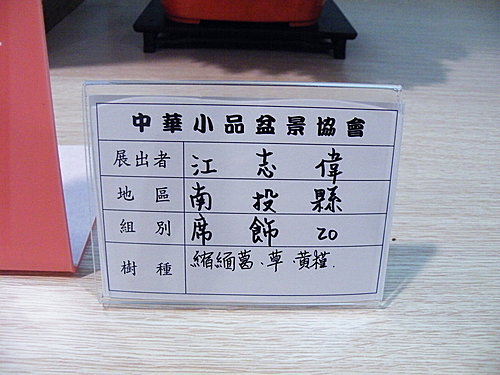 中華小品盆景協會
展出者 江志偉
地區 南投縣
組別 席飾 20
樹種 縮緬葛、草、黃槿.